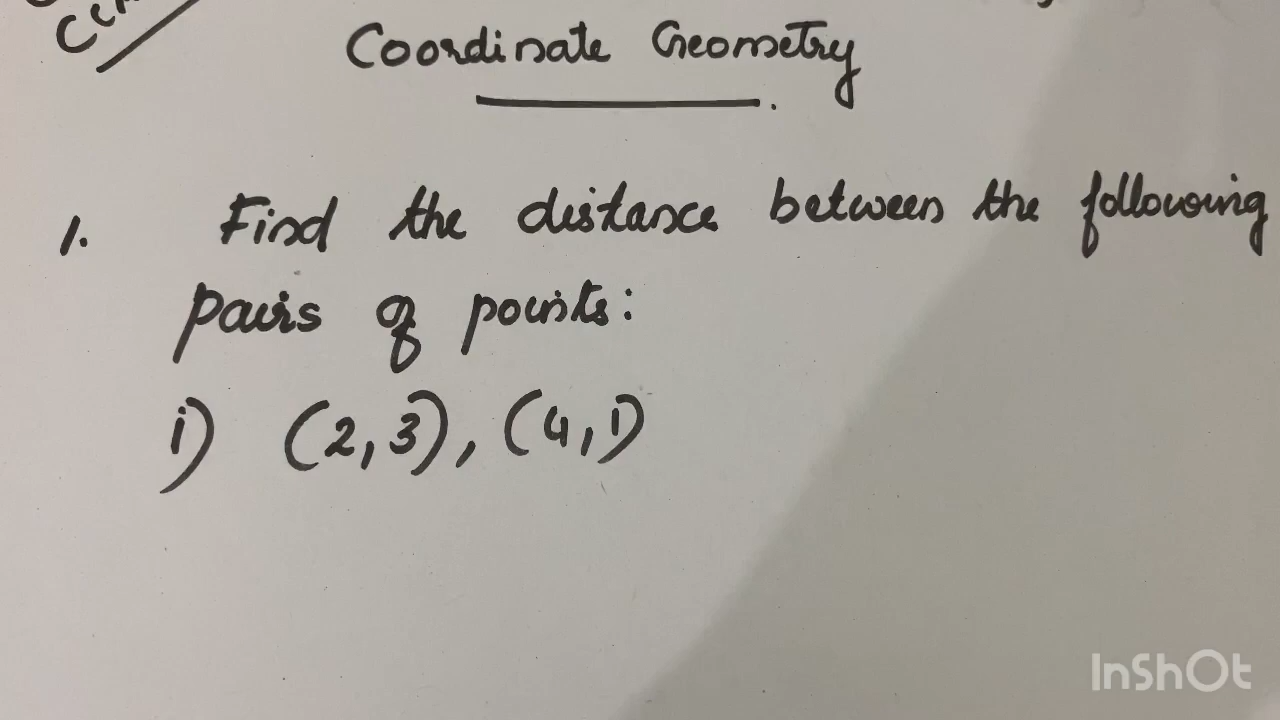 Coordinate Geometry
1. Find the distance between the following
pairs of points:
i) (2,3), (4,1)
InShOt